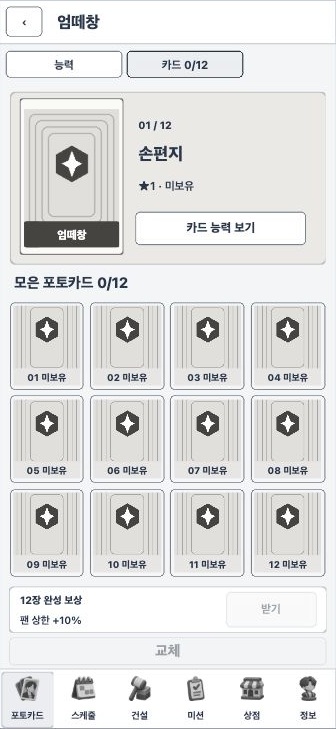 ‹ 엄떼창
능력 카드 0/12
01 / 12
손편지
★1 · 미보유
엄떼창
카드 능력 보기
모은 포토카드 0/12
01 미보유 02 미보유 03 미보유 04 미보유
05 미보유 06 미보유 07 미보유 08 미보유
09 미보유 10 미보유 11 미보유 12 미보유
12장 완성 보상
팬 상한 +10%
받기
교체
포토카드 스케줄 건설 미션 상점 정보